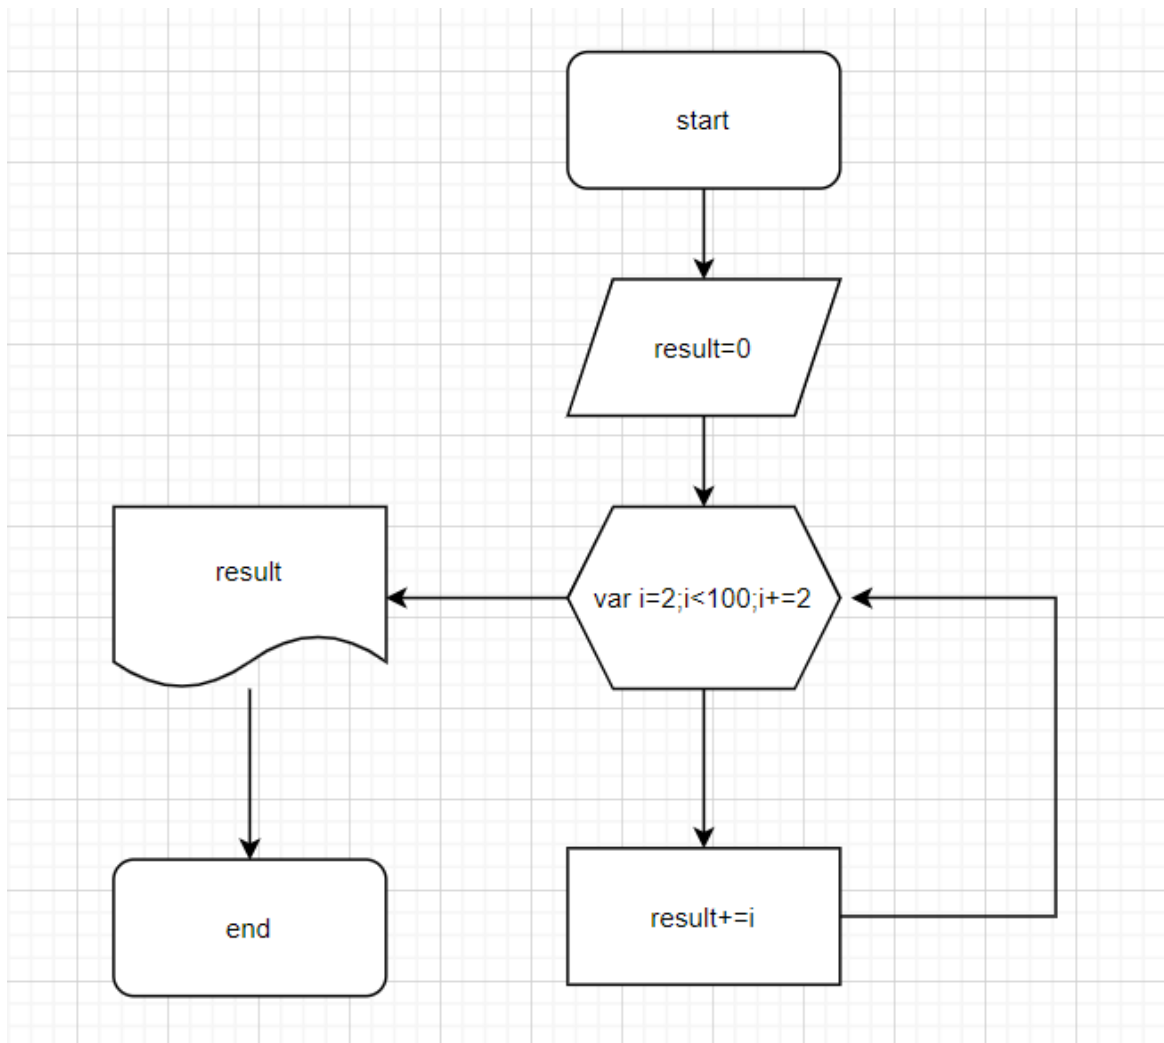 start
result=0
var i=2;i<100;i+=2
result
result+=i
end